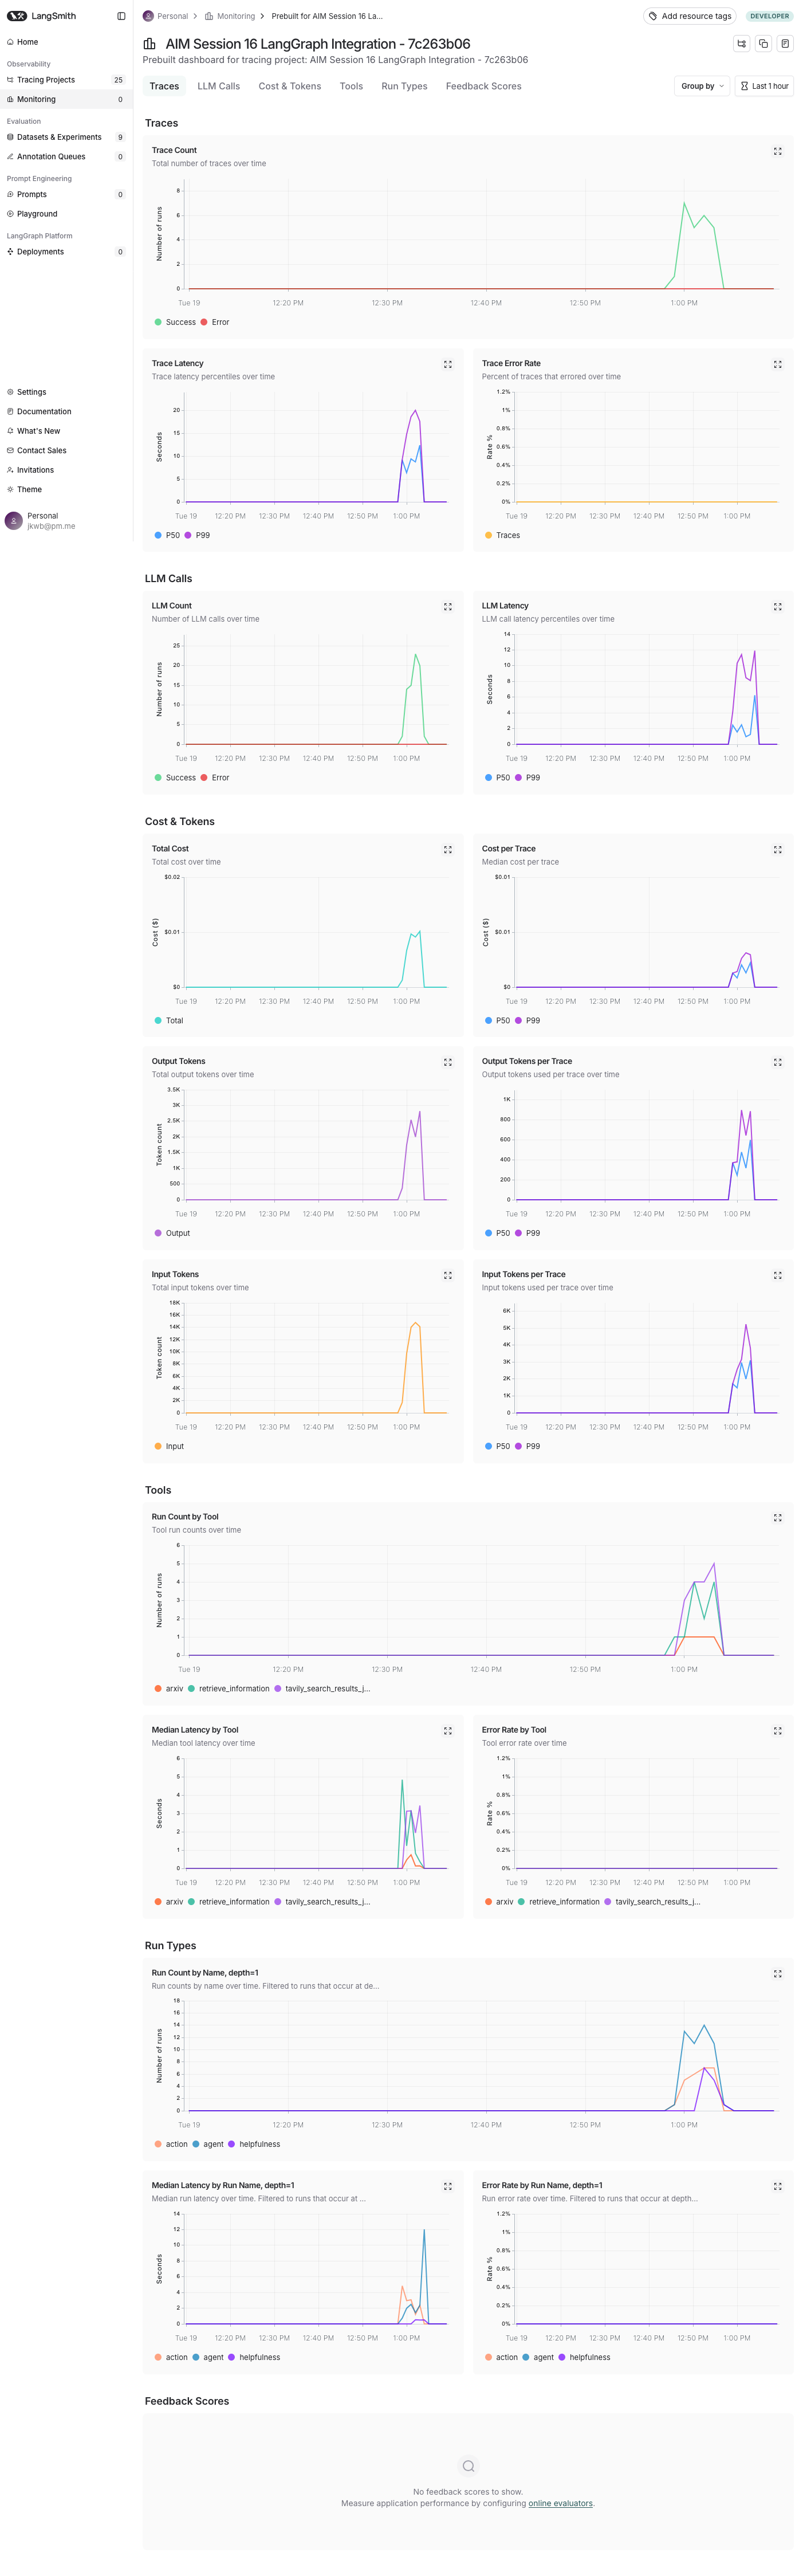 LangSmith
Home
Observability
Tracing Projects 25
Monitoring 0
Evaluation
Datasets & Experiments 9
Annotation Queues 0
Prompt Engineering
Prompts 0
Playground
LangGraph Platform
Deployments 0
Settings
Documentation
What's New
Contact Sales
Invitations
Theme
Personal
jkwb@pm.me
Personal > Monitoring > Prebuilt for AIM Session 16 La...
Add resource tags
DEVELOPER
AIM Session 16 LangGraph Integration - 7c263b06
Prebuilt dashboard for tracing project: AIM Session 16 LangGraph Integration - 7c263b06
Traces LLM Calls Cost & Tokens Tools Run Types Feedback Scores
Group by
Last 1 hour
Traces
Trace Count
Total number of traces over time
Number of runs
8
6
4
2
0
Tue 19 12:20 PM 12:30 PM 12:40 PM 12:50 PM 1:00 PM
Success Error
Trace Latency
Trace latency percentiles over time
Seconds
20
15
10
5
0
Tue 19 12:20 PM 12:30 PM 12:40 PM 12:50 PM 1:00 PM
P50 P99
Trace Error Rate
Percent of traces that errored over time
Rate %
1.2%
1%
0.8%
0.6%
0.4%
0.2%
0%
Tue 19 12:20 PM 12:30 PM 12:40 PM 12:50 PM 1:00 PM
Traces
LLM Calls
LLM Count
Number of LLM calls over time
Number of runs
25
20
15
10
5
0
Tue 19 12:20 PM 12:30 PM 12:40 PM 12:50 PM 1:00 PM
Success Error
LLM Latency
LLM call latency percentiles over time
Seconds
14
12
10
8
6
4
2
0
Tue 19 12:20 PM 12:30 PM 12:40 PM 12:50 PM 1:00 PM
P50 P99
Cost & Tokens
Total Cost
Total cost over time
Cost ($)
$0.02
$0.01
$0
Tue 19 12:20 PM 12:30 PM 12:40 PM 12:50 PM 1:00 PM
Total
Cost per Trace
Median cost per trace
Cost ($)
$0.01
$0.01
$0
Tue 19 12:20 PM 12:30 PM 12:40 PM 12:50 PM 1:00 PM
P50 P99
Output Tokens
Total output tokens over time
Token count
3.5K
3K
2.5K
2K
1.5K
1K
500
0
Tue 19 12:20 PM 12:30 PM 12:40 PM 12:50 PM 1:00 PM
Output
Output Tokens per Trace
Output tokens used per trace over time
1K
800
600
400
200
0
Tue 19 12:20 PM 12:30 PM 12:40 PM 12:50 PM 1:00 PM
P50 P99
Input Tokens
Total input tokens over time
Token count
18K
16K
14K
12K
10K
8K
6K
4K
2K
0
Tue 19 12:20 PM 12:30 PM 12:40 PM 12:50 PM 1:00 PM
Input
Input Tokens per Trace
Input tokens used per trace over time
6K
5K
4K
3K
2K
1K
0
Tue 19 12:20 PM 12:30 PM 12:40 PM 12:50 PM 1:00 PM
P50 P99
Tools
Run Count by Tool
Tool run counts over time
Number of runs
6
5
4
3
2
1
0
Tue 19 12:20 PM 12:30 PM 12:40 PM 12:50 PM 1:00 PM
arxiv retrieve_information tavily_search_results_j...
Median Latency by Tool
Median tool latency over time
Seconds
6
5
4
3
2
1
0
Tue 19 12:20 PM 12:30 PM 12:40 PM 12:50 PM 1:00 PM
arxiv retrieve_information tavily_search_results_j...
Error Rate by Tool
Tool error rate over time
Rate %
1.2%
1%
0.8%
0.6%
0.4%
0.2%
0%
Tue 19 12:20 PM 12:30 PM 12:40 PM 12:50 PM 1:00 PM
arxiv retrieve_information tavily_search_results_j...
Run Types
Run Count by Name, depth=1
Run counts by name over time. Filtered to runs that occur at de...
Number of runs
18
16
14
12
10
8
6
4
2
0
Tue 19 12:20 PM 12:30 PM 12:40 PM 12:50 PM 1:00 PM
action agent helpfulness
Median Latency by Run Name, depth=1
Median run latency over time. Filtered to runs that occur at ...
Seconds
14
12
10
8
6
4
2
0
Tue 19 12:20 PM 12:30 PM 12:40 PM 12:50 PM 1:00 PM
action agent helpfulness
Error Rate by Run Name, depth=1
Run error rate over time. Filtered to runs that occur at depth...
Rate %
1.2%
1%
0.8%
0.6%
0.4%
0.2%
0%
Tue 19 12:20 PM 12:30 PM 12:40 PM 12:50 PM 1:00 PM
action agent helpfulness
Feedback Scores
No feedback scores to show.
Measure application performance by configuring online evaluators.